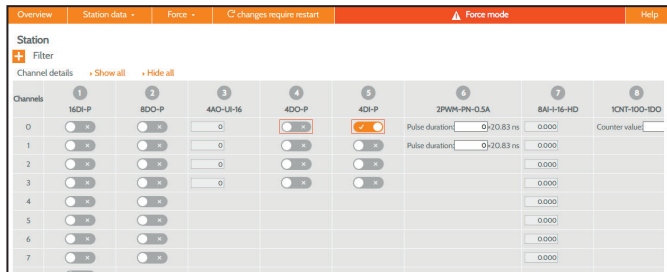 Overview Station data Force changes require restart Force mode Help
Station
+ Filter
Channel details › Show all › Hide all
Channels 1 2 3 4 5 6 7 8
16DI-P 8DO-P 4AO-UI-16 4DO-P 4DI-P 2PWM-PN-0.5A 8AI-I-16-HD 1CNT-100-1DO
0 0 Pulse duration: 0 ×20.83 ns 0.000 Counter value:
1 0 Pulse duration: 0 ×20.83 ns 0.000
2 0 0.000
3 0 0.000
4 0.000
5 0.000
6 0.000
7 0.000